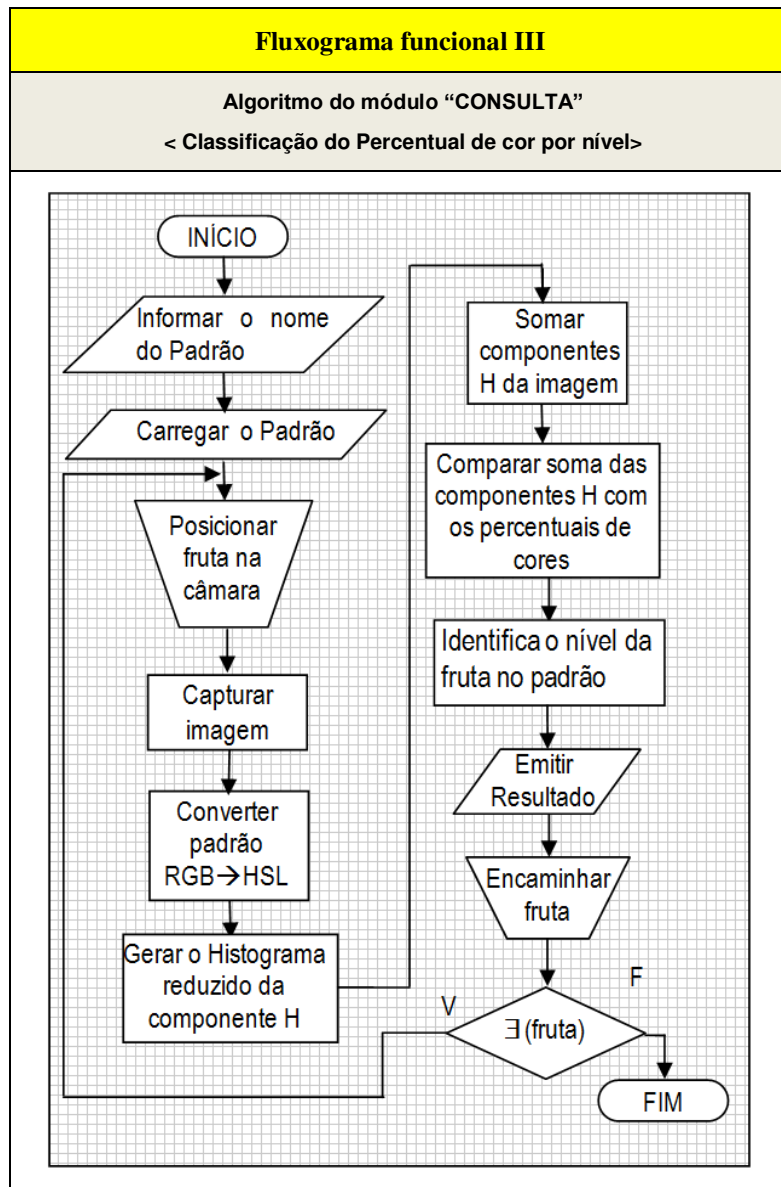 Fluxograma funcional III
Algoritmo do módulo “CONSULTA”
< Classificação do Percentual de cor por nível>
INÍCIO
Informar o nome
do Padrão
Carregar o Padrão
Posicionar
fruta na
câmara
Capturar
imagem
Converter
padrão
RGB→HSL
Gerar o Histograma
reduzido da
componente H
Somar
componentes
H da imagem
Comparar soma das
componentes H com
os percentuais de
cores
Identifica o nível da
fruta no padrão
Emitir
Resultado
Encaminhar
fruta
V
F
∃ (fruta)
FIM